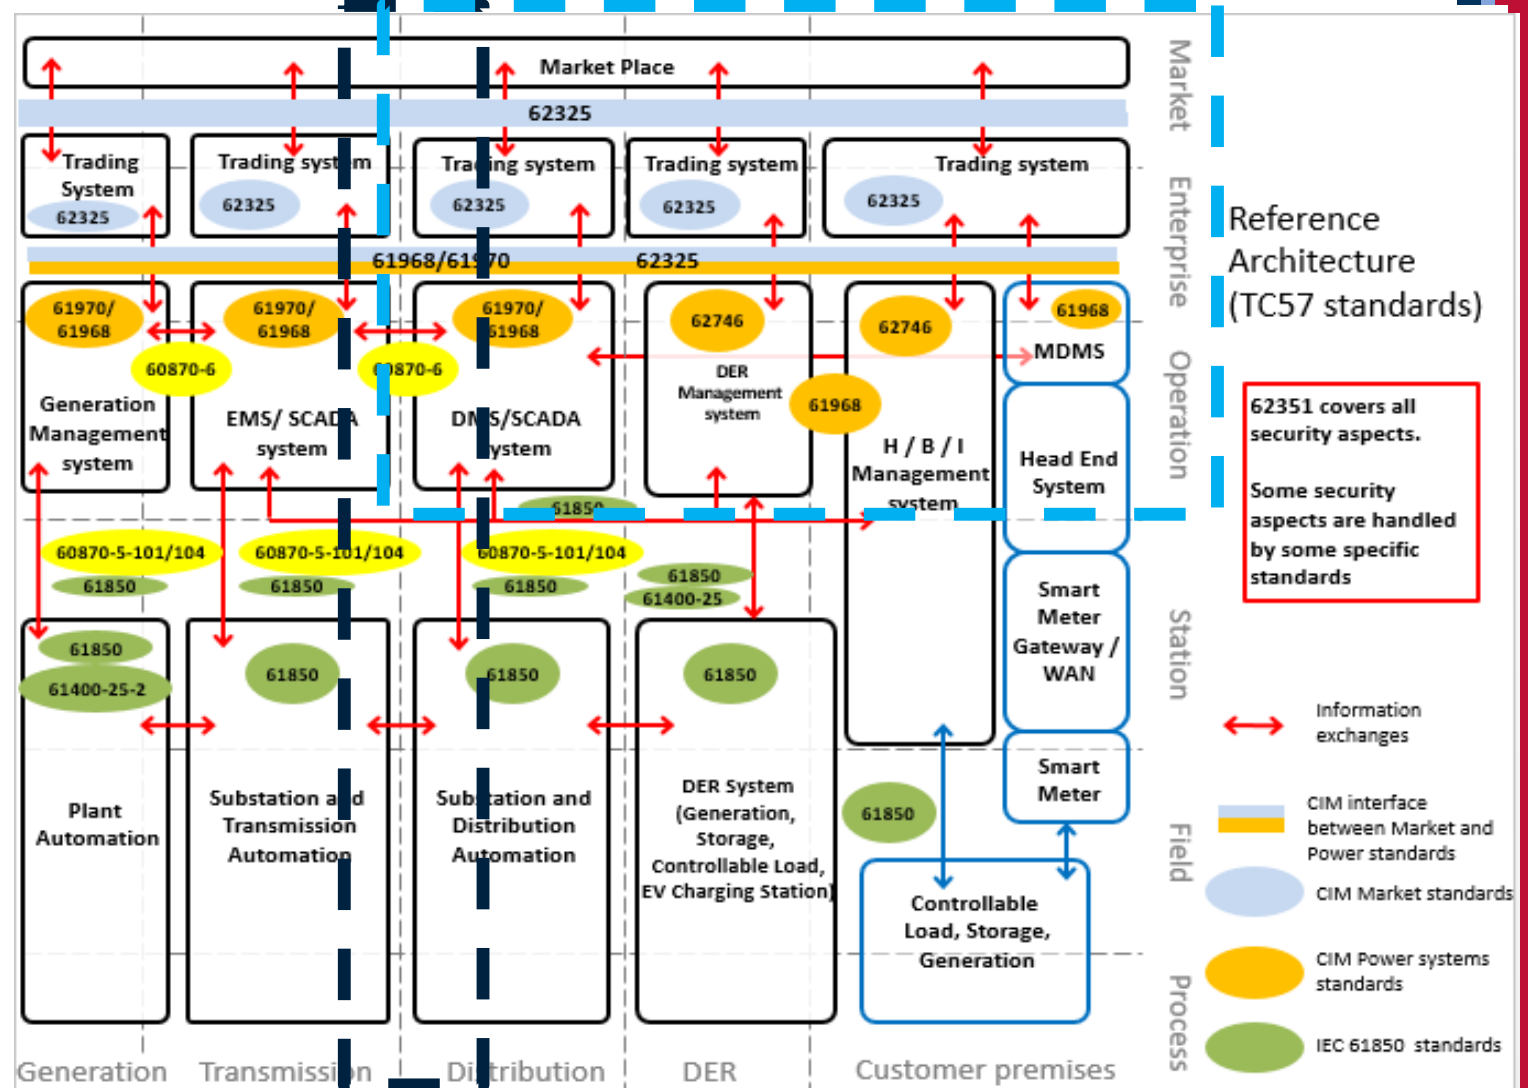 Market Place
62325
Market
Trading
System
62325
Trading system
62325
Trading system
62325
Trading system
62325
Trading system
62325
Enterprise
61968/61970
62325
Reference
Architecture
(TC57 standards)
61970/
61968
61970/
61968
61970/
61968
62746
62746
61968
MDMS
60870-6
60870-6
DER
Management
system
61968
Generation
Management
system
EMS/ SCADA
system
DMS/SCADA
system
H / B / I
Management
system
Head End
System
Operation
62351 covers all
security aspects.
Some security
aspects are handled
by some specific
standards
61850
60870-5-101/104
61850
60870-5-101/104
61850
60870-5-101/104
61850
61850
61400-25
Smart
Meter
Gateway /
WAN
Station
61850
61400-25-2
61850
61850
61850
Information
exchanges
Plant
Automation
Substation and
Transmission
Automation
Substation and
Distribution
Automation
DER System
(Generation,
Storage,
Controllable Load,
EV Charging Station)
61850
Smart
Meter
Field
CIM interface
between Market and
Power standards
CIM Market standards
Controllable
Load, Storage,
Generation
CIM Power systems
standards
Process
IEC 61850 standards
Generation
Transmission
Distribution
DER
Customer premises